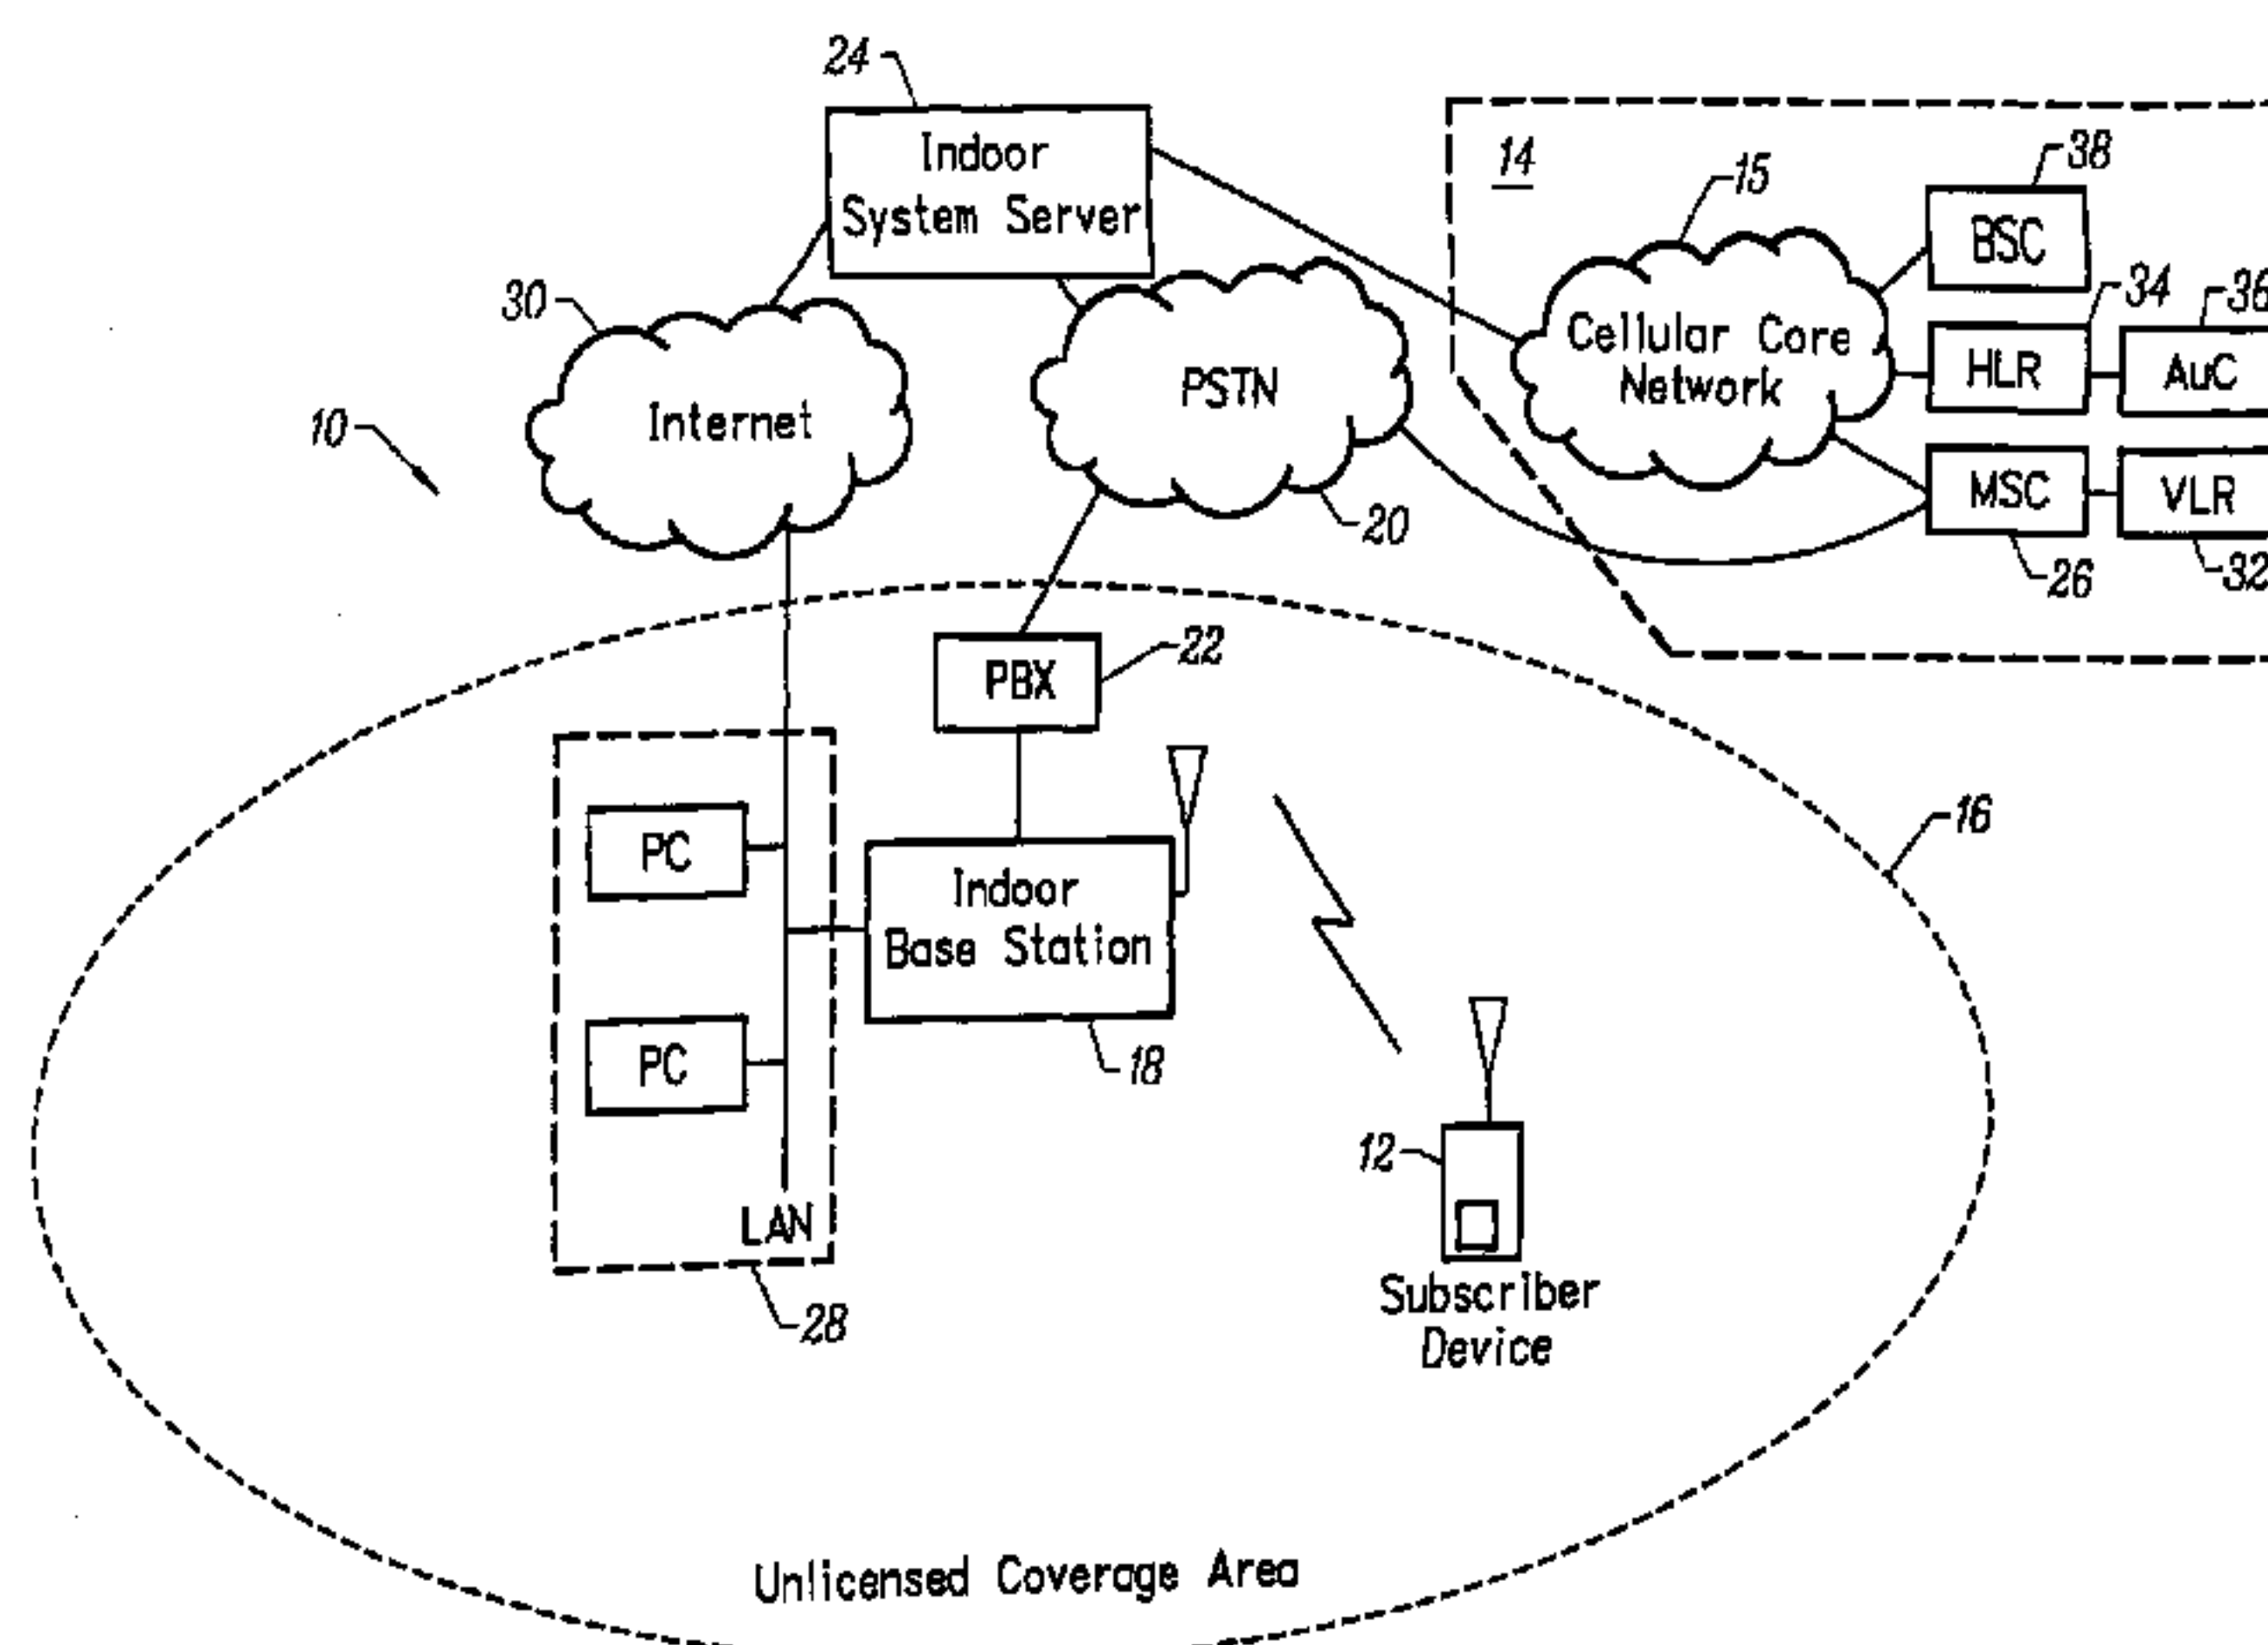 24
Indoor
System Server
14
15
38
BSC
30
Internet
PSTN
Cellular Core
Network
34
HLR
36
AuC
10
20
MSC
VLR
26
32
PBX
22
16
PC
Indoor
Base Station
PC
18
12
LAN
28
Subscriber
Device
Unlicensed Coverage Area